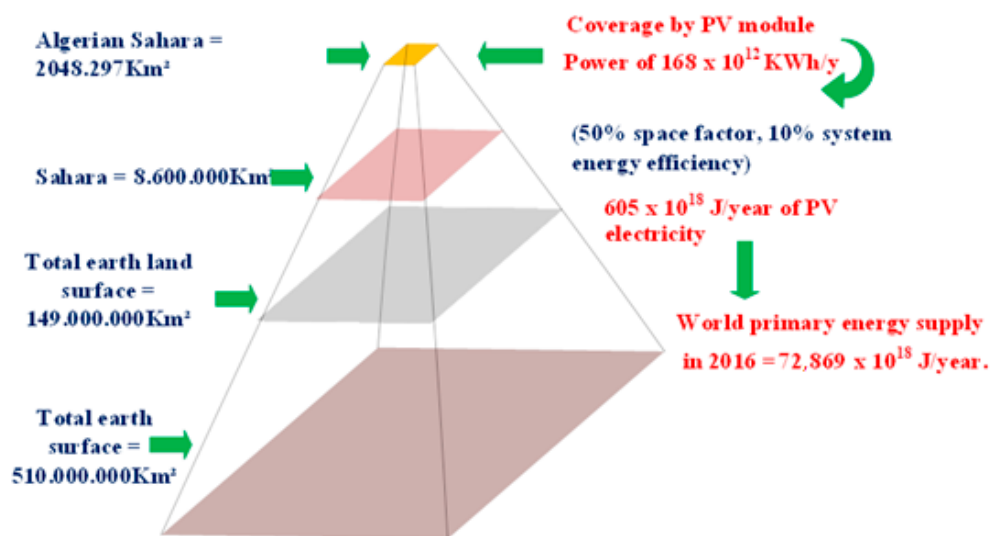 Algerian Sahara =
2048.297Km²
Coverage by PV module
Power of 168 x 10¹² KWh/y
(50% space factor, 10% system
energy efficiency)
Sahara = 8.600.000Km²
605 x 10¹⁸ J/year of PV
electricity
Total earth land
surface =
149.000.000Km²
World primary energy supply
in 2016 =72,869 x 10¹⁸ J/year.
Total earth
surface =
510.000.000Km²